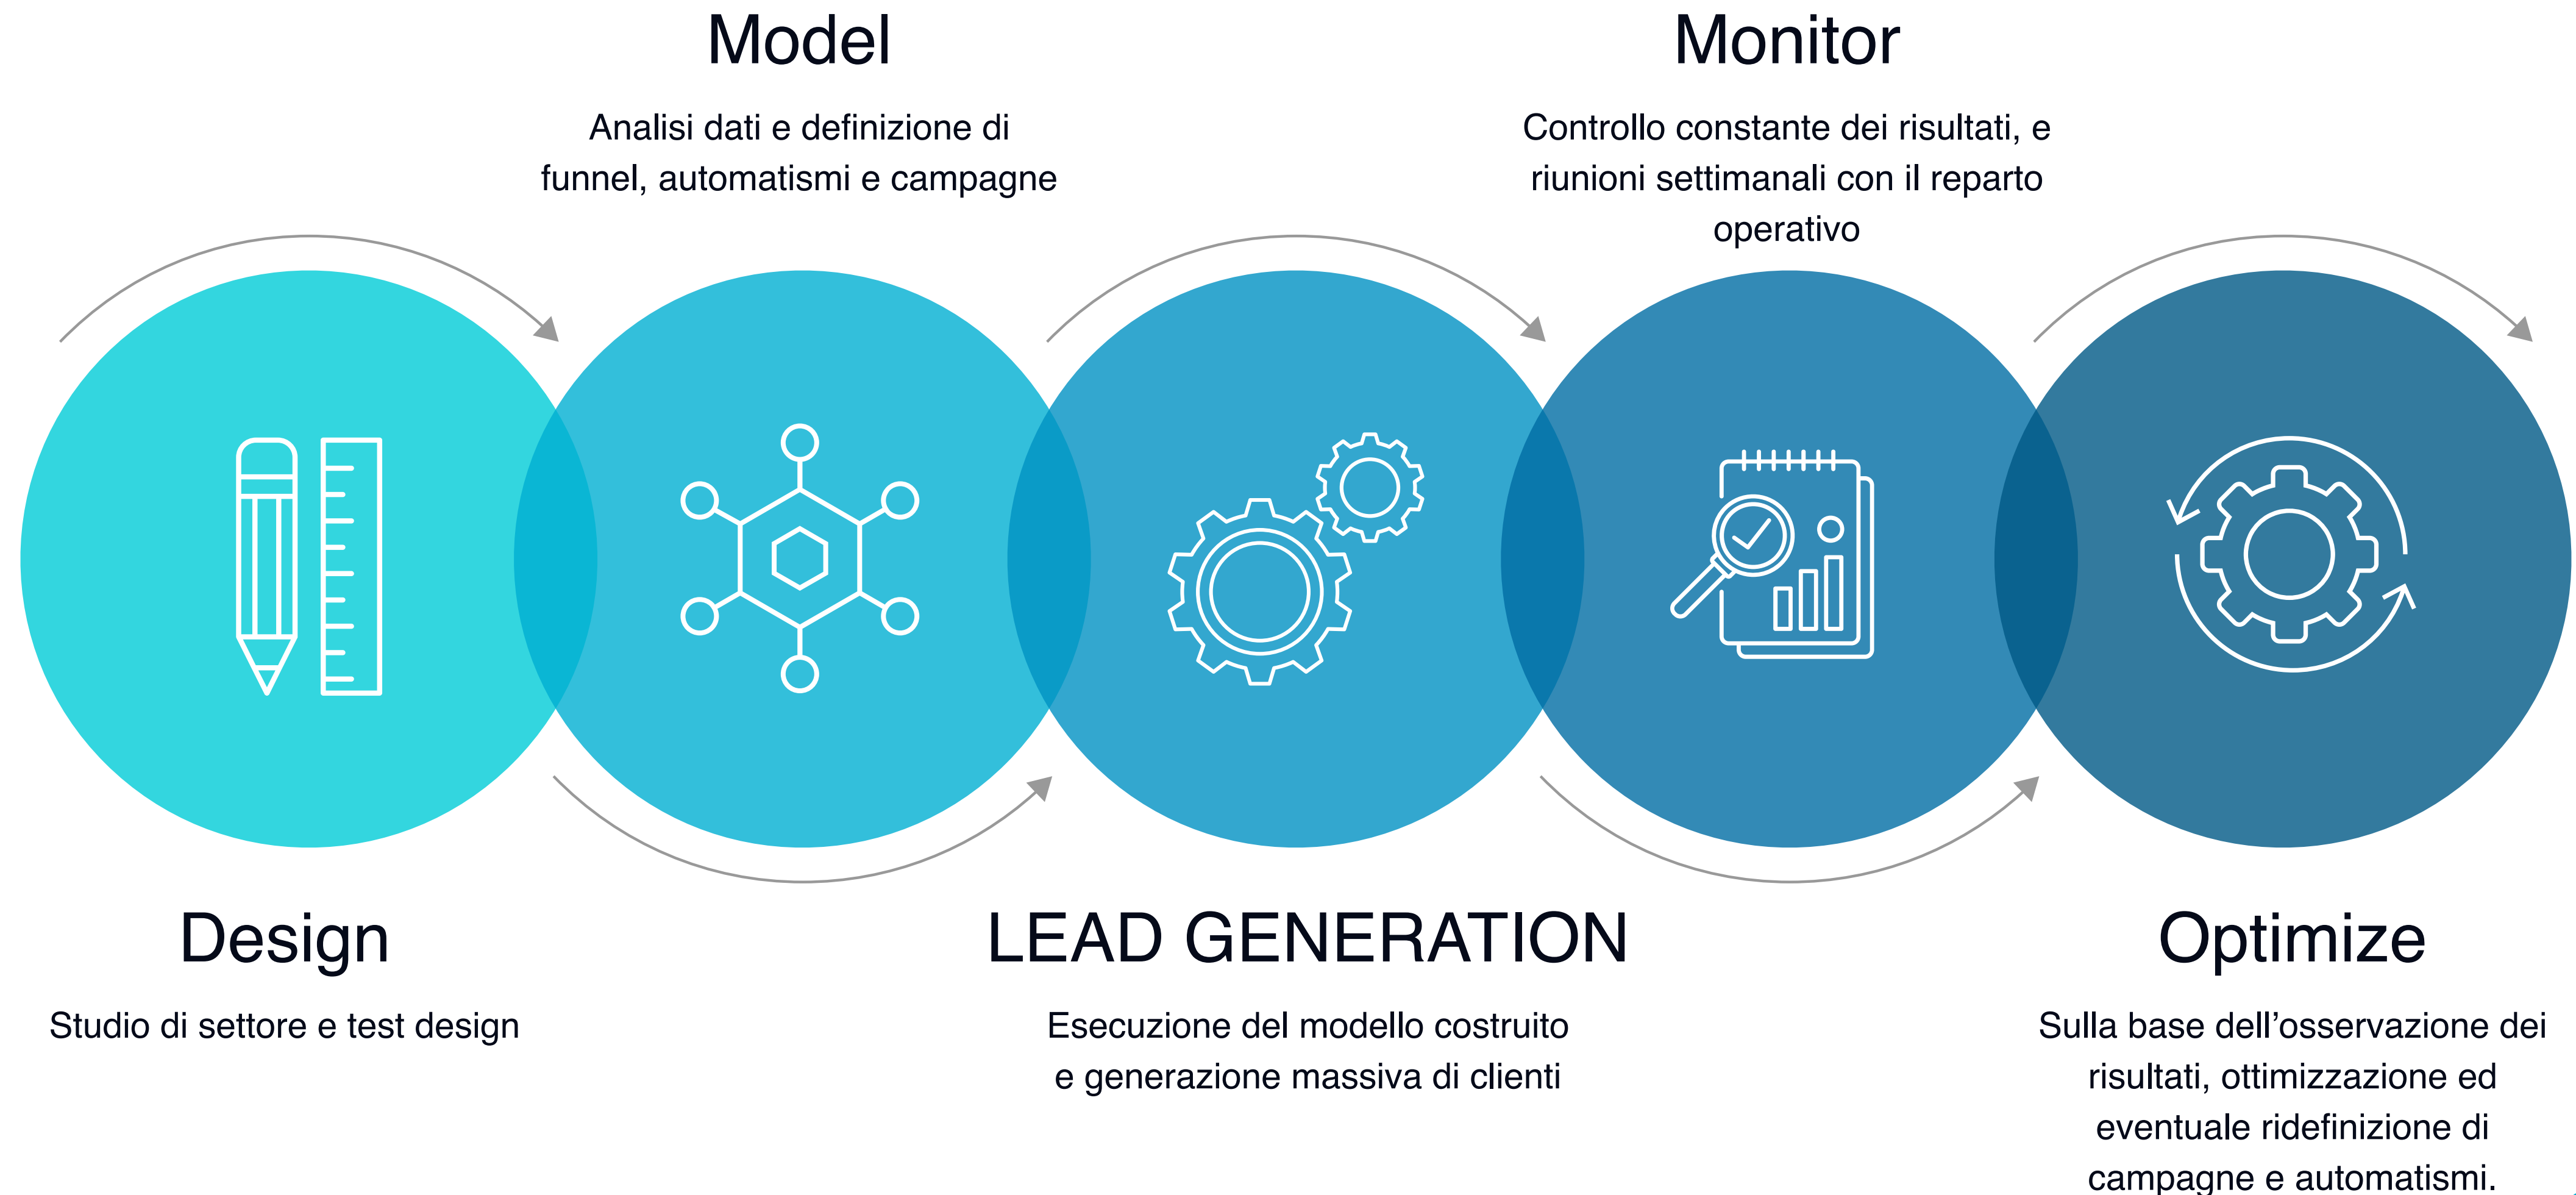 Model
Analisi dati e definizione di
funnel, automatismi e campagne
Monitor
Controllo constante dei risultati, e
riunioni settimanali con il reparto
operativo
Design
Studio di settore e test design
LEAD GENERATION
Esecuzione del modello costruito
e generazione massiva di clienti
Optimize
Sulla base dell’osservazione dei
risultati, ottimizzazione ed
eventuale ridefinizione di
campagne e automatismi.